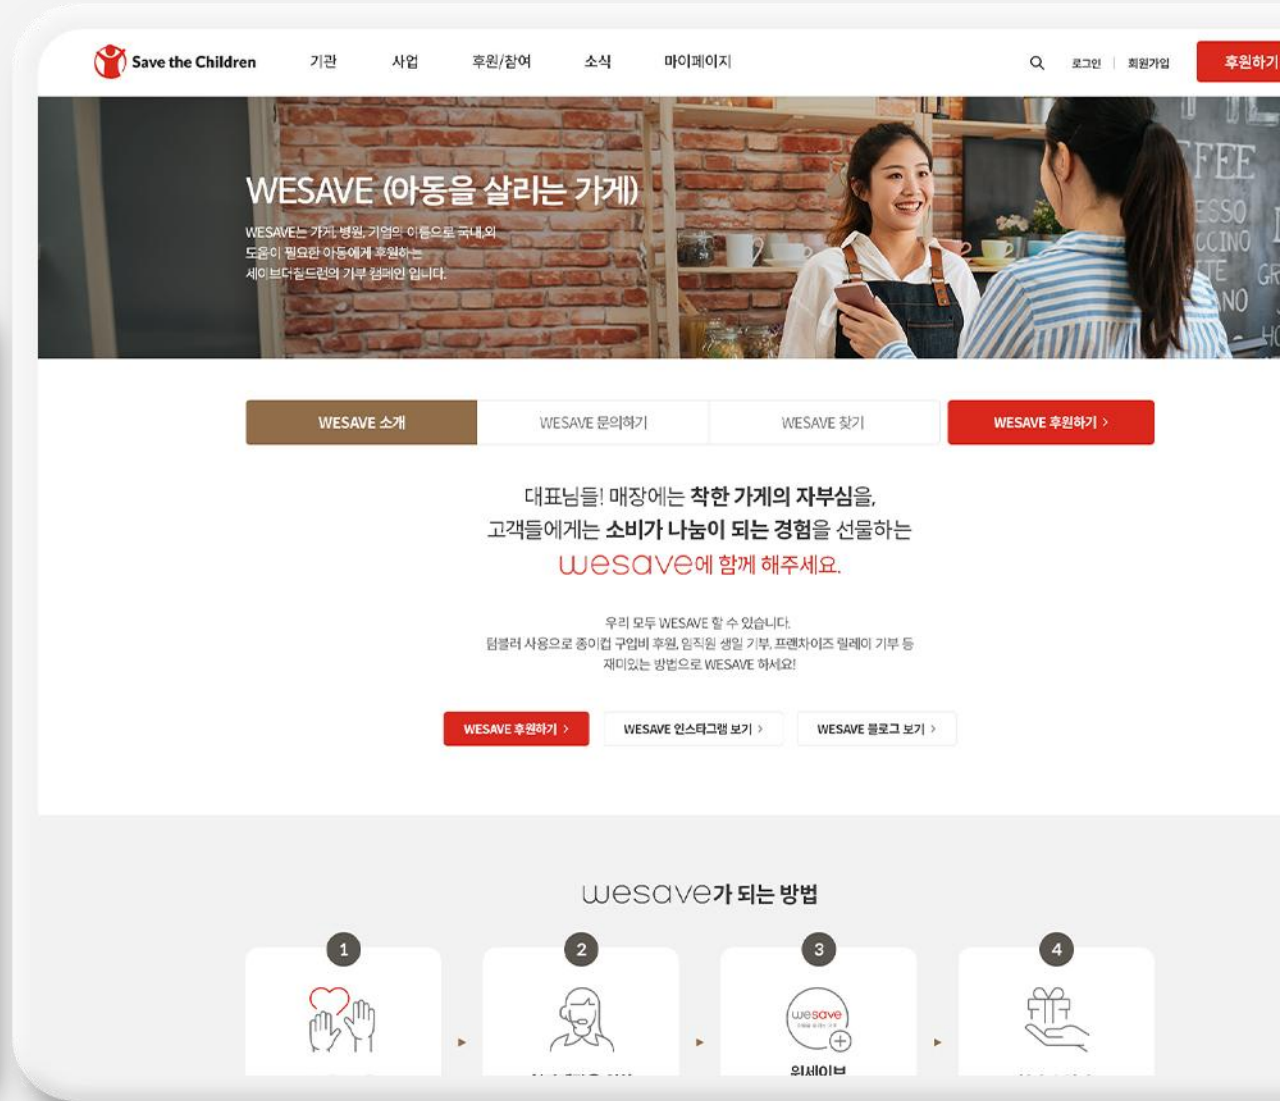 Save the Children
기관
사업
후원/참여
소식
마이페이지
로그인
회원가입
후원하기
WESAVE (아동을 살리는 가게)
WESAVE는 가게, 병원, 기업의 이름으로 국내,외
도움이 필요한 아동에게 후원하는
세이브더칠드런의 기부 캠페인 입니다.
WESAVE 소개
WESAVE 문의하기
WESAVE 찾기
WESAVE 후원하기 >
대표님들! 매장에는 착한 가게의 자부심을,
고객들에게는 소비가 나눔이 되는 경험을 선물하는
wesave에 함께 해주세요.
우리 모두 WESAVE 할 수 있습니다.
텀블러 사용으로 종이컵 구입비 후원, 임직원 생일 기부, 프랜차이즈 릴레이 기부 등
재미있는 방법으로 WESAVE 하세요!
WESAVE 후원하기 >
WESAVE 인스타그램 보기 >
WESAVE 블로그 보기 >
wesave가 되는 방법
1
2
3
4
wesave
위세이브